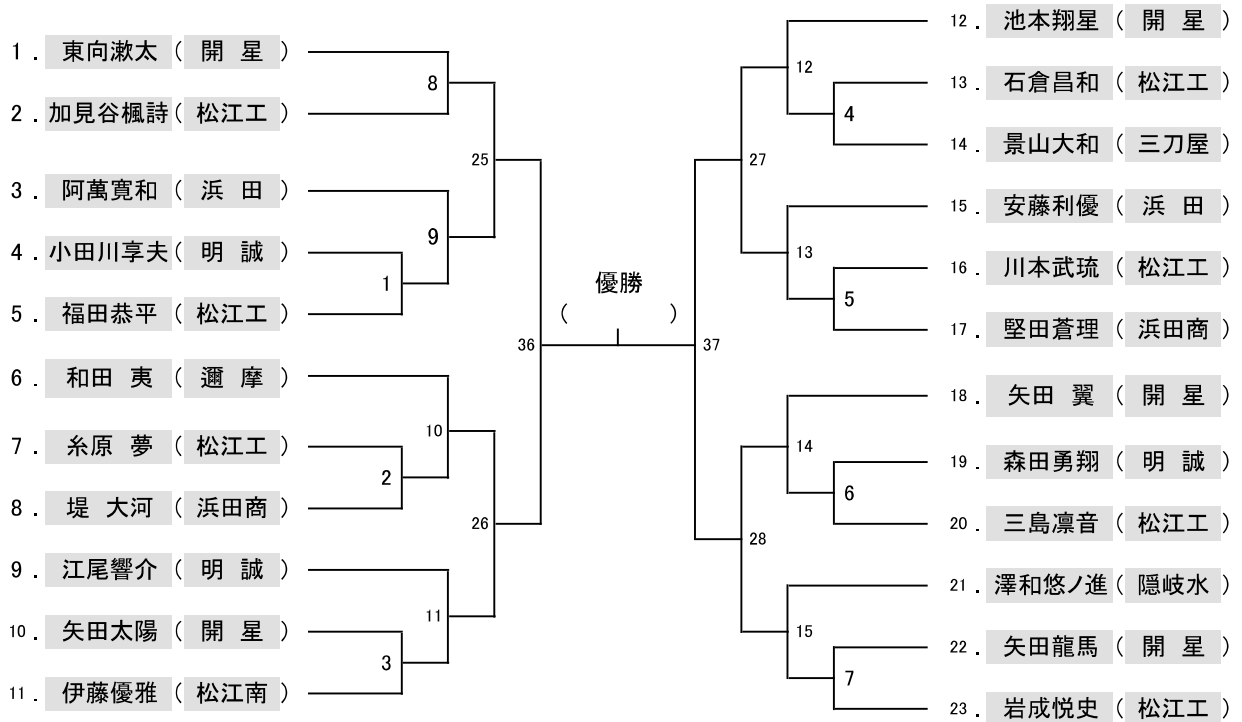 1． 東向漱太 （ 開 星 ）
2． 加見谷楓詩 （ 松江工 ）
8
25
3． 阿萬寛和 （ 浜 田 ）
4． 小田川享夫 （ 明 誠 ）
5． 福田恭平 （ 松江工 ）
9
1
36
6． 和田 夷 （ 邇 摩 ）
7． 糸原 夢 （ 松江工 ）
8． 堤 大河 （ 浜田商 ）
10
2
26
9． 江尾響介 （ 明 誠 ）
10． 矢田太陽 （ 開 星 ）
11． 伊藤優雅 （ 松江南 ）
11
3
優勝
（ ）
12． 池本翔星 （ 開 星 ）
13． 石倉昌和 （ 松江工 ）
14． 景山大和 （ 三刀屋 ）
12
4
27
15． 安藤利優 （ 浜 田 ）
16． 川本武琉 （ 松江工 ）
17． 堅田蒼理 （ 浜田商 ）
13
5
37
18． 矢田 翼 （ 開 星 ）
19． 森田勇翔 （ 明 誠 ）
20． 三島凛音 （ 松江工 ）
14
6
28
21． 澤和悠ノ進 （ 隠岐水 ）
22． 矢田龍馬 （ 開 星 ）
23． 岩成悦史 （ 松江工 ）
15
7